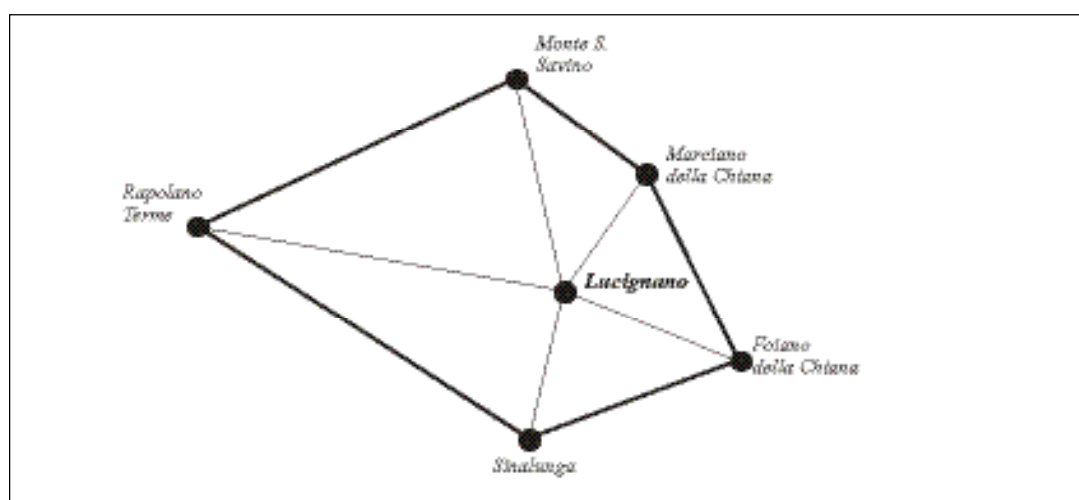 Monte S.
Savino
Marciano
della Chiana
Rapolano
Terme
Lucignano
Foiano
della Chiana
Sinalunga